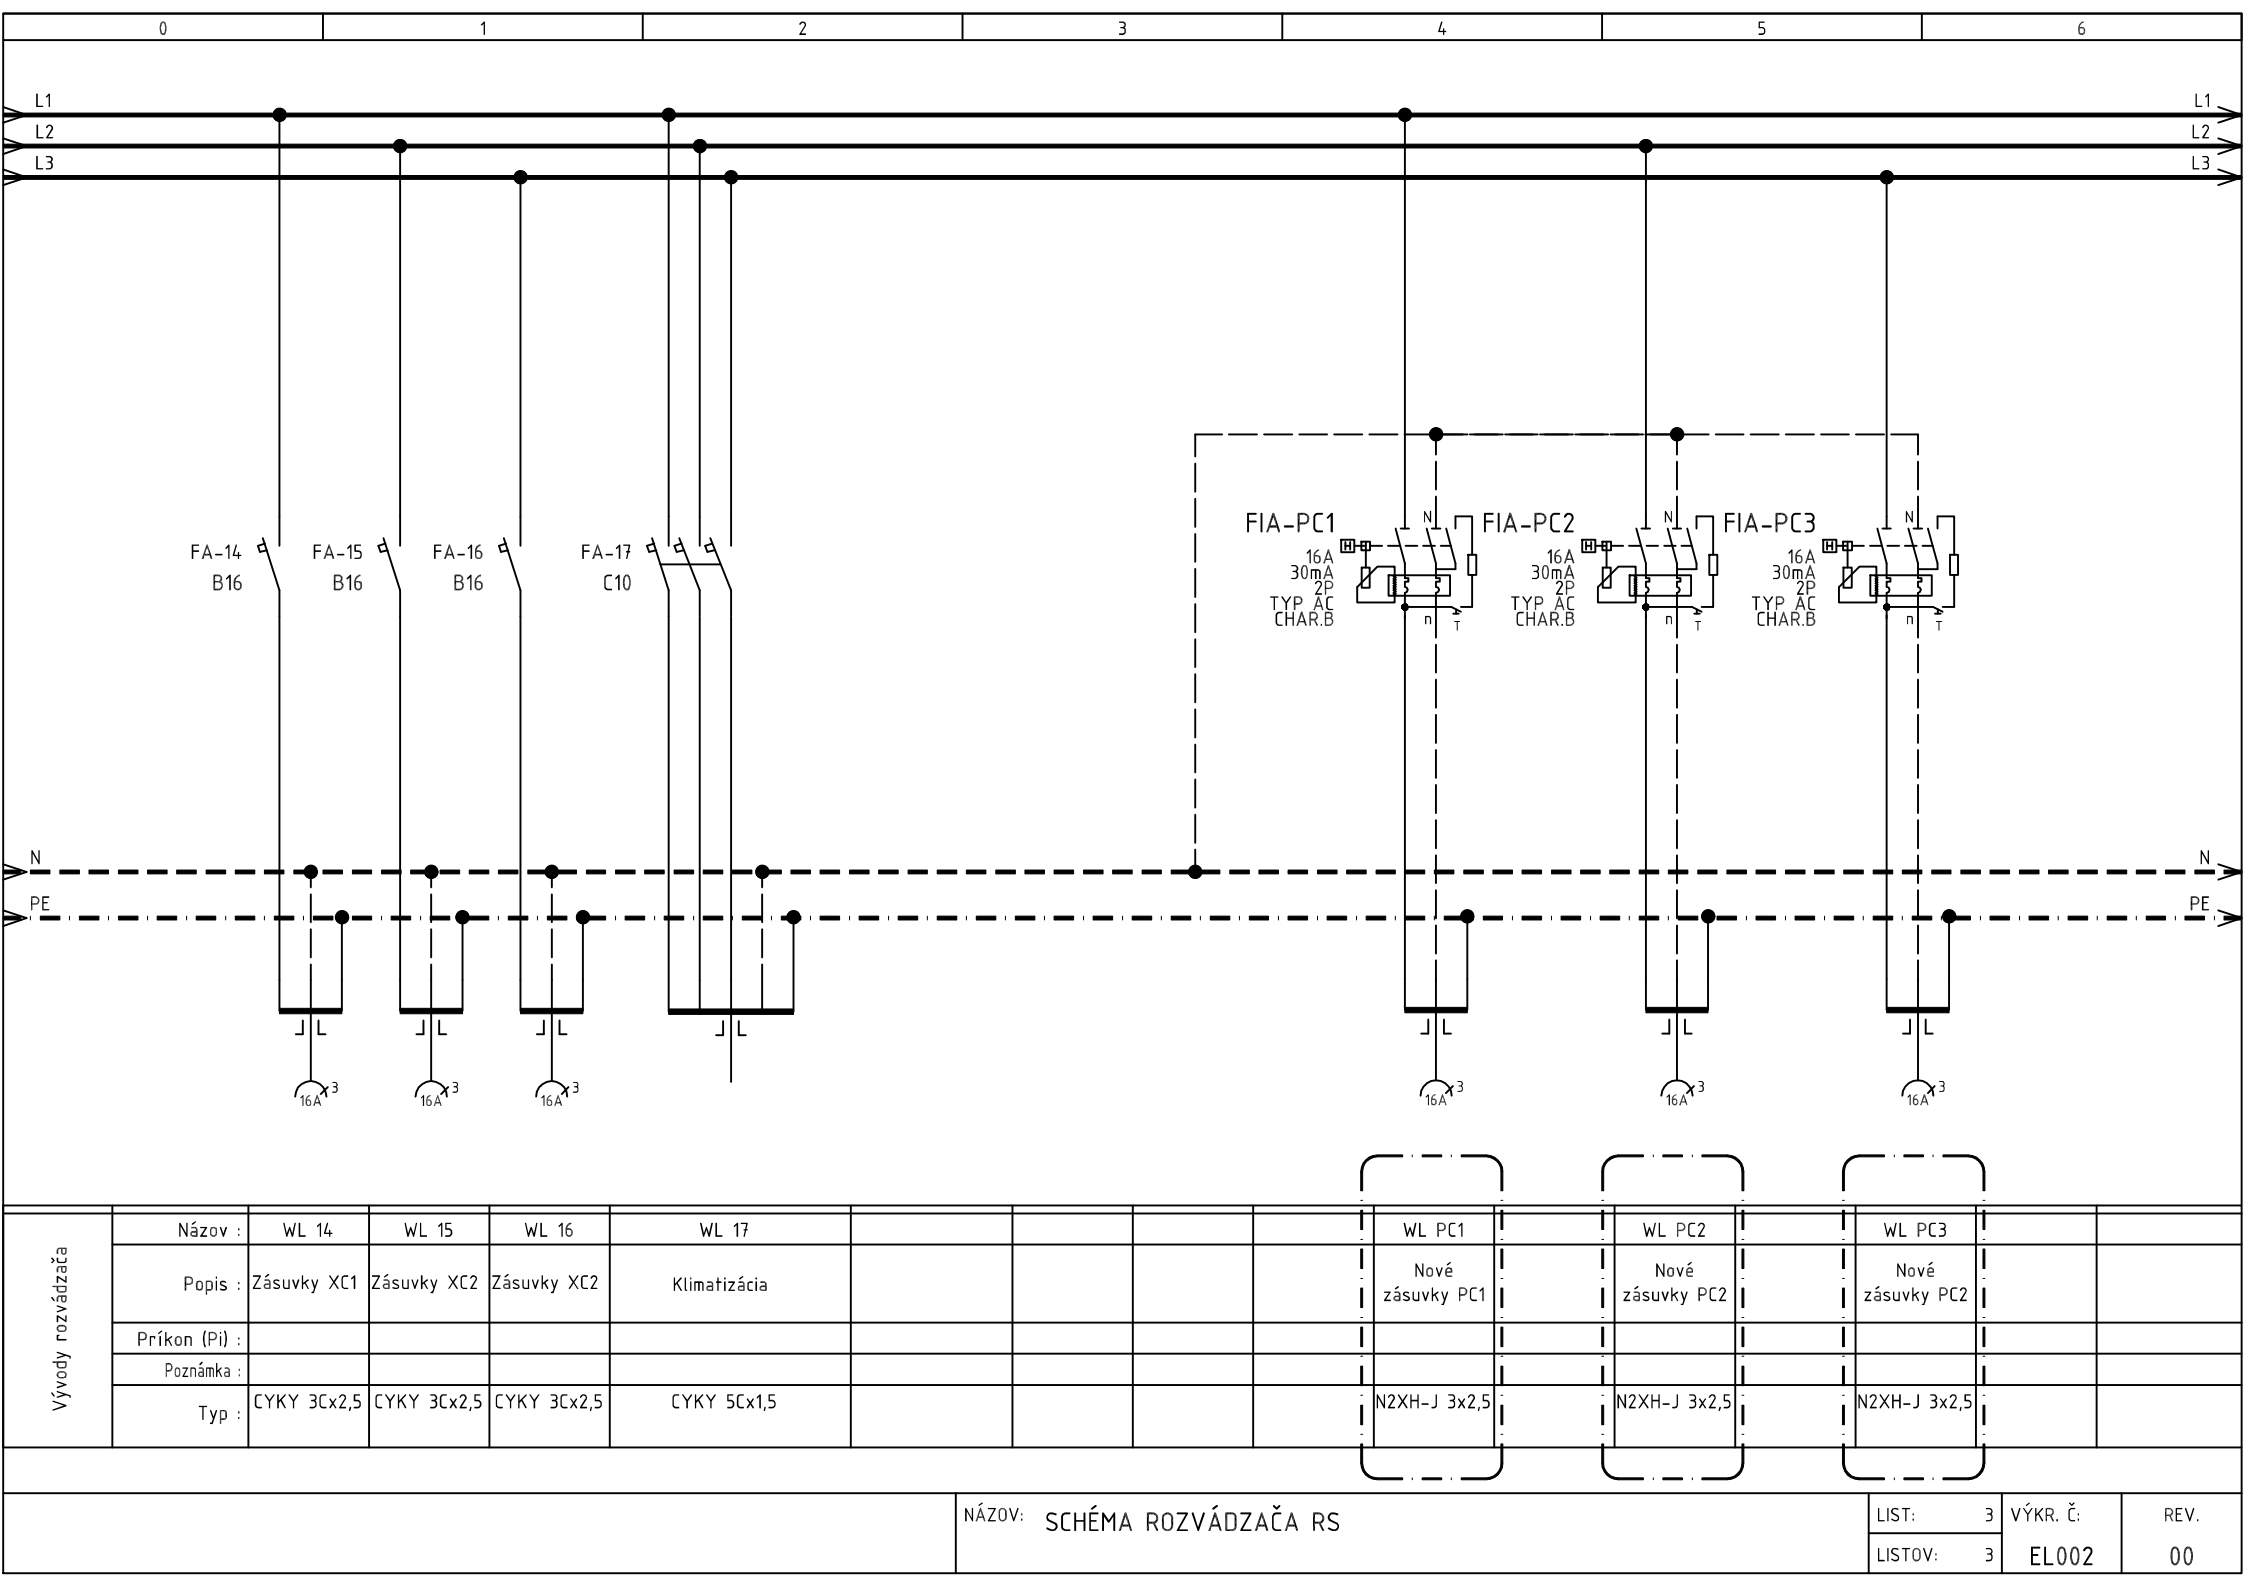 0 1 2 3 4 5 6
L1 L1
L2 L2
L3 L3
FIA-PC1 N FIA-PC2 N FIA-PC3 N
FA-14 FA-15 FA-16 FA-17 H 16A H 16A H 16A
30mA 30mA 30mA
B16 B16 B16 C10 2P 2P 2P
TYP AC TYP AC TYP AC
CHAR.B n T CHAR.B n T CHAR.B n T
N N
PE PE
3 3 3 3 3 3
16A 16A 16A 16A 16A 16A
Vývody rozvádzača
Názov : WL 14 WL 15 WL 16 WL 17 WL PC1 WL PC2 WL PC3
Popis : Zásuvky XC1 Zásuvky XC2 Zásuvky XC2 Klimatizácia Nové Nové Nové
zásuvky PC1 zásuvky PC2 zásuvky PC2
Príkon (Pi) :
Poznámka :
Typ : CYKY 3Cx2,5 CYKY 3Cx2,5 CYKY 3Cx2,5 CYKY 5Cx1,5 N2XH-J 3x2,5 N2XH-J 3x2,5 N2XH-J 3x2,5
NÁZOV: SCHÉMA ROZVÁDZAČA RS LIST: 3 VÝKR. Č: REV.
LISTOV: 3 EL002 00